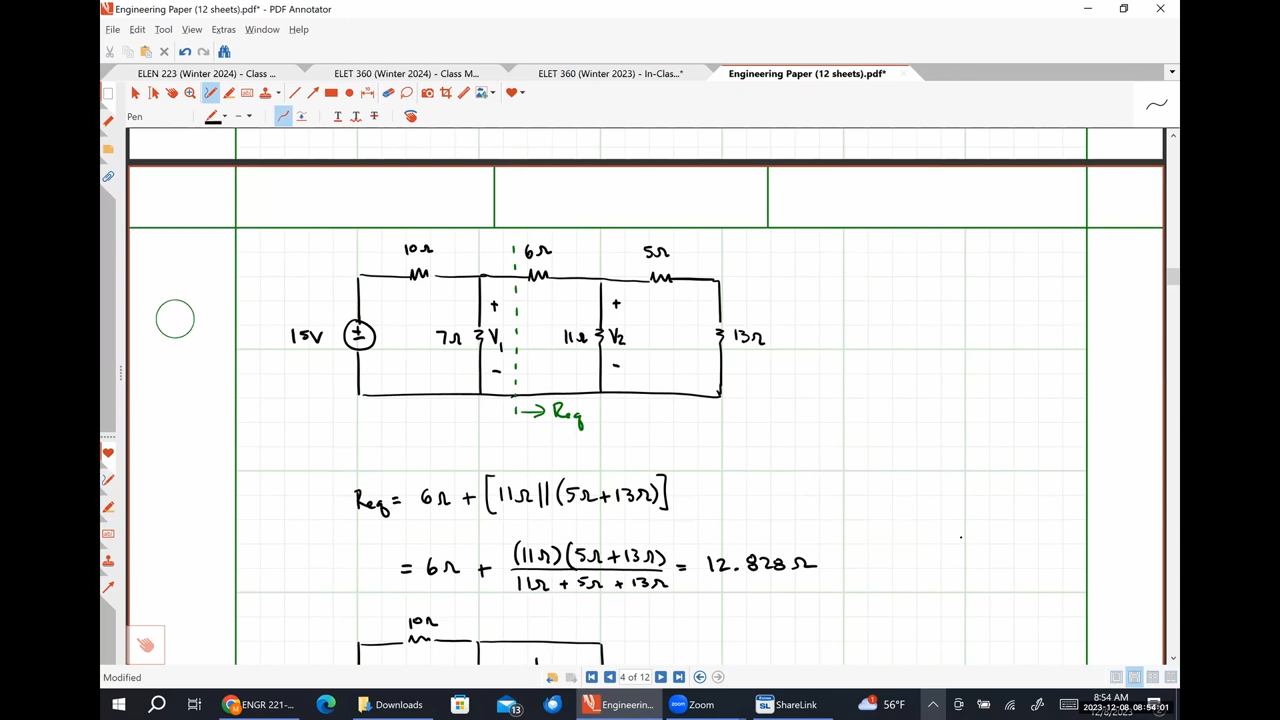 Engineering Paper (12 sheets).pdf* - PDF Annotator
File Edit Tool View Extras Window Help
ELEN 223 (Winter 2024) - Class ...
ELET 360 (Winter 2024) - Class M...
ELET 360 (Winter 2023) - In-Clas...*
Engineering Paper (12 sheets).pdf*
Pen
10Ω 6Ω 5Ω
+ +
15V 7Ω V1 11Ω V2 13Ω
- -
→ Req
Req = 6Ω + [11Ω||(5Ω+13Ω)]
= 6Ω + (11Ω)(5Ω+13Ω) / 11Ω + 5Ω + 13Ω = 12.828Ω
10Ω
Modified
4 of 12
ENGR 221-...
Downloads
13
Engineerin...
Zoom
SL ShareLink
1
56°F
8:54 AM
2023-12-08 08:54:01